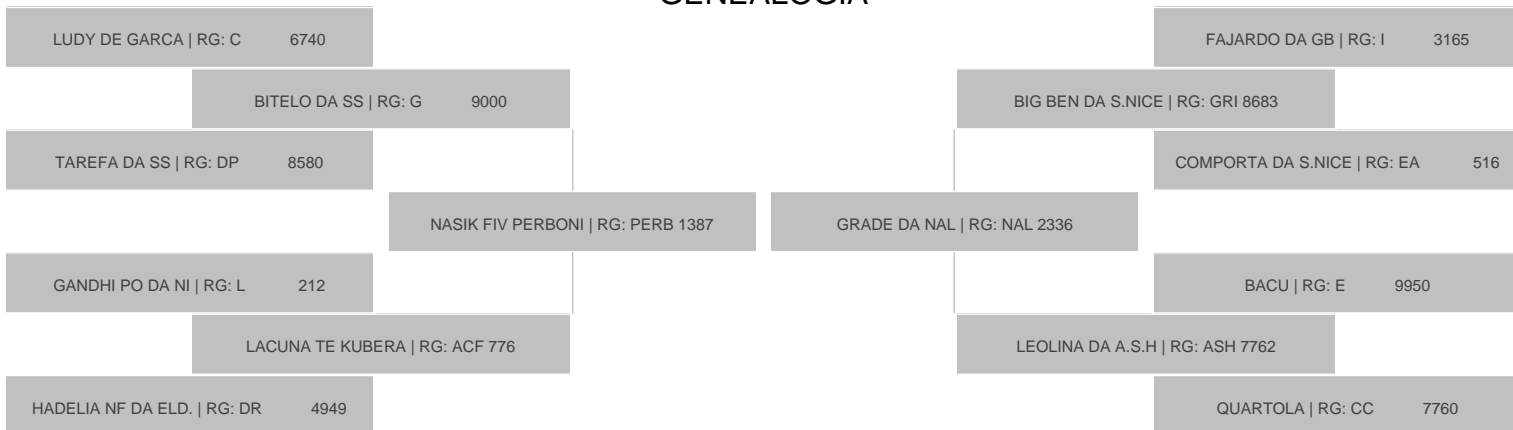 GENEALOGIA
LUDY DE GARCA | RG: C 6740
FAJARDO DA GB | RG: I 3165
BITELO DA SS | RG: G 9000
BIG BEN DA S.NICE | RG: GRI 8683
TAREFA DA SS | RG: DP 8580
COMPORTA DA S.NICE | RG: EA 516
NASIK FIV PERBONI | RG: PERB 1387
GRADE DA NAL | RG: NAL 2336
GANDHI PO DA NI | RG: L 212
BACU | RG: E 9950
LACUNA TE KUBERA | RG: ACF 776
LEOLINA DA A.S.H | RG: ASH 7762
HADELIA NF DA ELD. | RG: DR 4949
QUARTOLA | RG: CC 7760